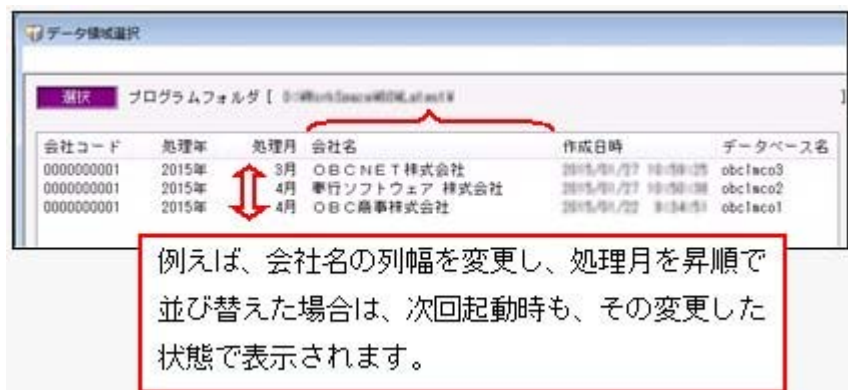 データ領域選択
選択 プログラムフォルダ [ ]
会社コード 処理年 処理月 会社名 作成日時 データベース名
0000000001 2015年 3月 ＯＢＣＮＥＴ株式会社 obc1mco3
0000000001 2015年 4月 奉行ソフトウェア 株式会社 obc1mco2
0000000001 2015年 4月 ＯＢＣ商事株式会社 obc1mco1
例えば、会社名の列幅を変更し、処理月を昇順で
並び替えた場合は、次回起動時も、その変更した
状態で表示されます。